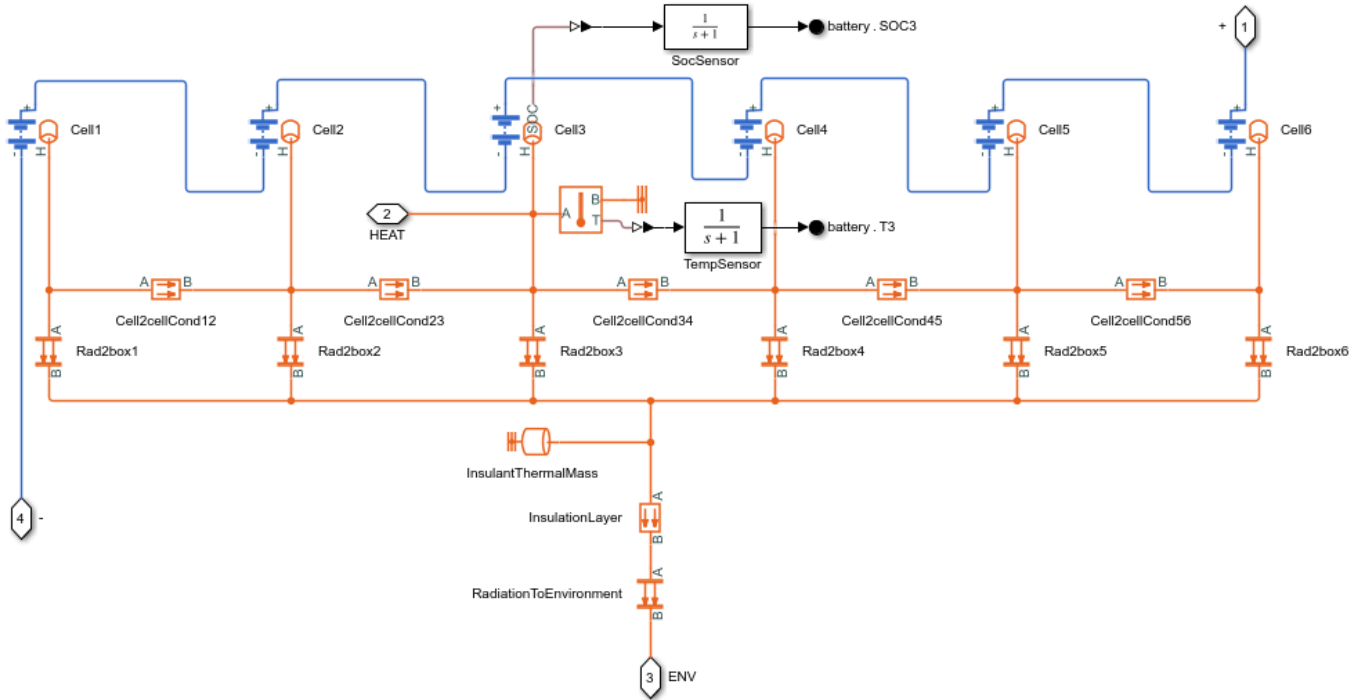 1
s+1
battery . SOC3
SocSensor
+
1
+
-
H
Cell1
+
-
H
Cell2
+
-
SOC
H
Cell3
+
-
H
Cell4
+
-
H
Cell5
+
-
H
Cell6
2
HEAT
A
B
T
1
s+1
battery . T3
TempSensor
A
B
A
B
A
B
A
B
A
B
Cell2cellCond12
Cell2cellCond23
Cell2cellCond34
Cell2cellCond45
Cell2cellCond56
A
B
Rad2box1
A
B
Rad2box2
A
B
Rad2box3
A
B
Rad2box4
A
B
Rad2box5
A
B
Rad2box6
InsulantThermalMass
4
-
A
InsulationLayer
B
A
RadiationToEnvironment
B
3
ENV